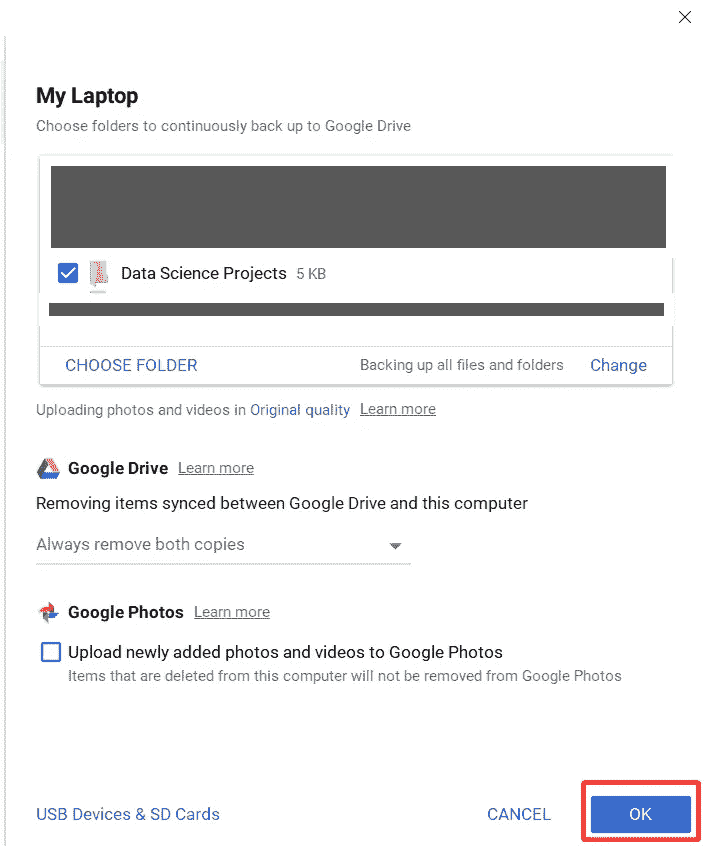 My Laptop
Choose folders to continuously back up to Google Drive
Data Science Projects 5 KB
CHOOSE FOLDER Backing up all files and folders Change
Uploading photos and videos in Original quality Learn more
Google Drive Learn more
Removing items synced between Google Drive and this computer
Always remove both copies
Google Photos Learn more
Upload newly added photos and videos to Google Photos
Items that are deleted from this computer will not be removed from Google Photos
USB Devices & SD Cards CANCEL OK